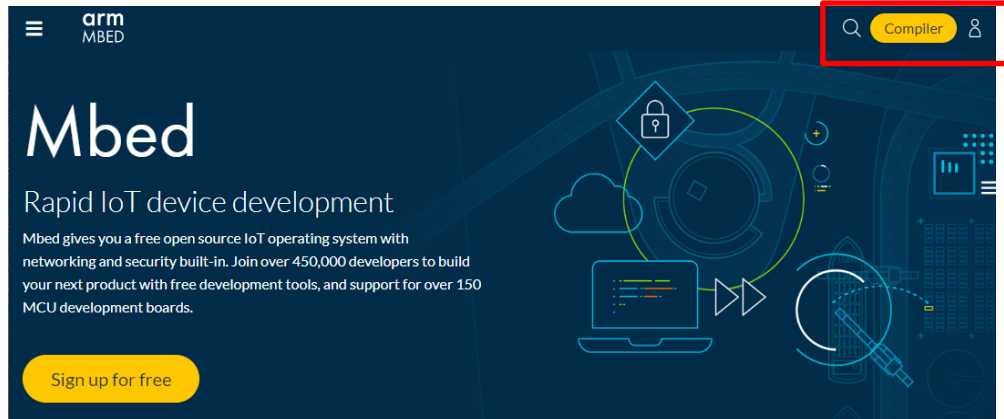 arm
MBED
Compiler
Mbed
Rapid IoT device development
Mbed gives you a free open source IoT operating system with
networking and security built-in. Join over 450,000 developers to build
your next product with free development tools, and support for over 150
MCU development boards.
Sign up for free